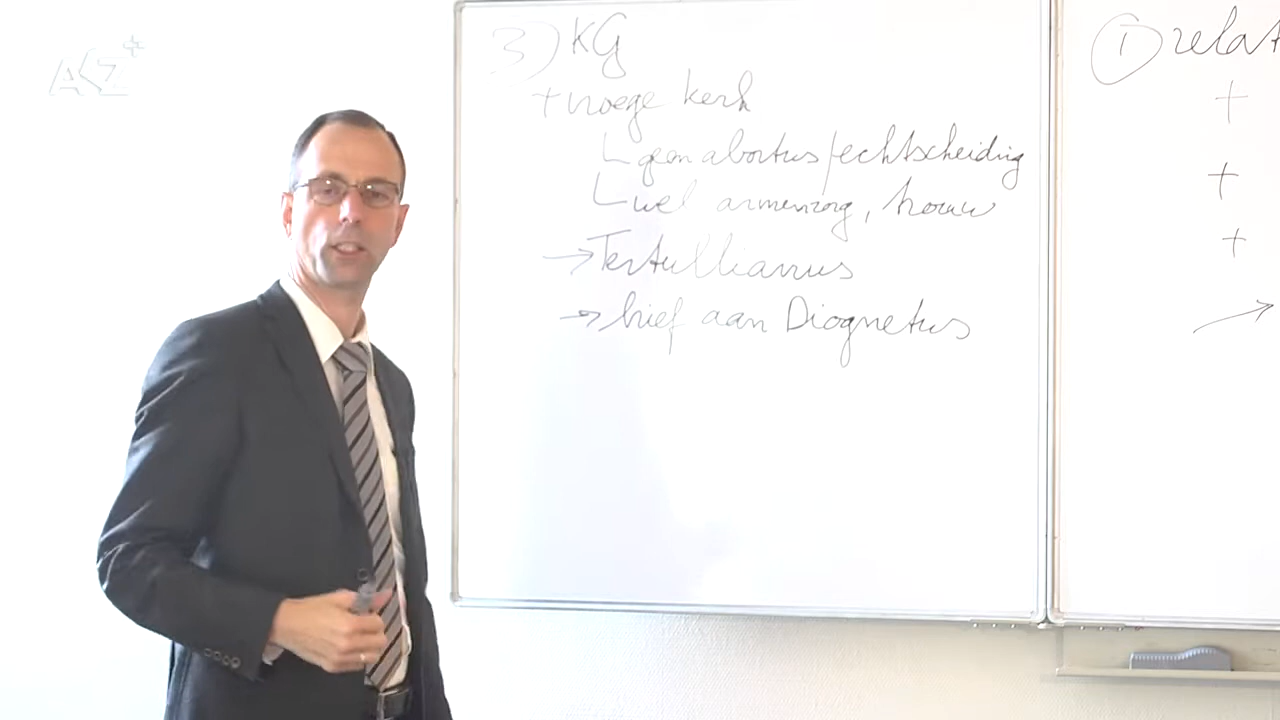 A<Z+
3) KG
+ vroege kerk
geen abortus/echtscheiding
wel armenzorg, trouw
→ Tertullianus
→ brief aan Diognetus
① relat
+
+
+
→